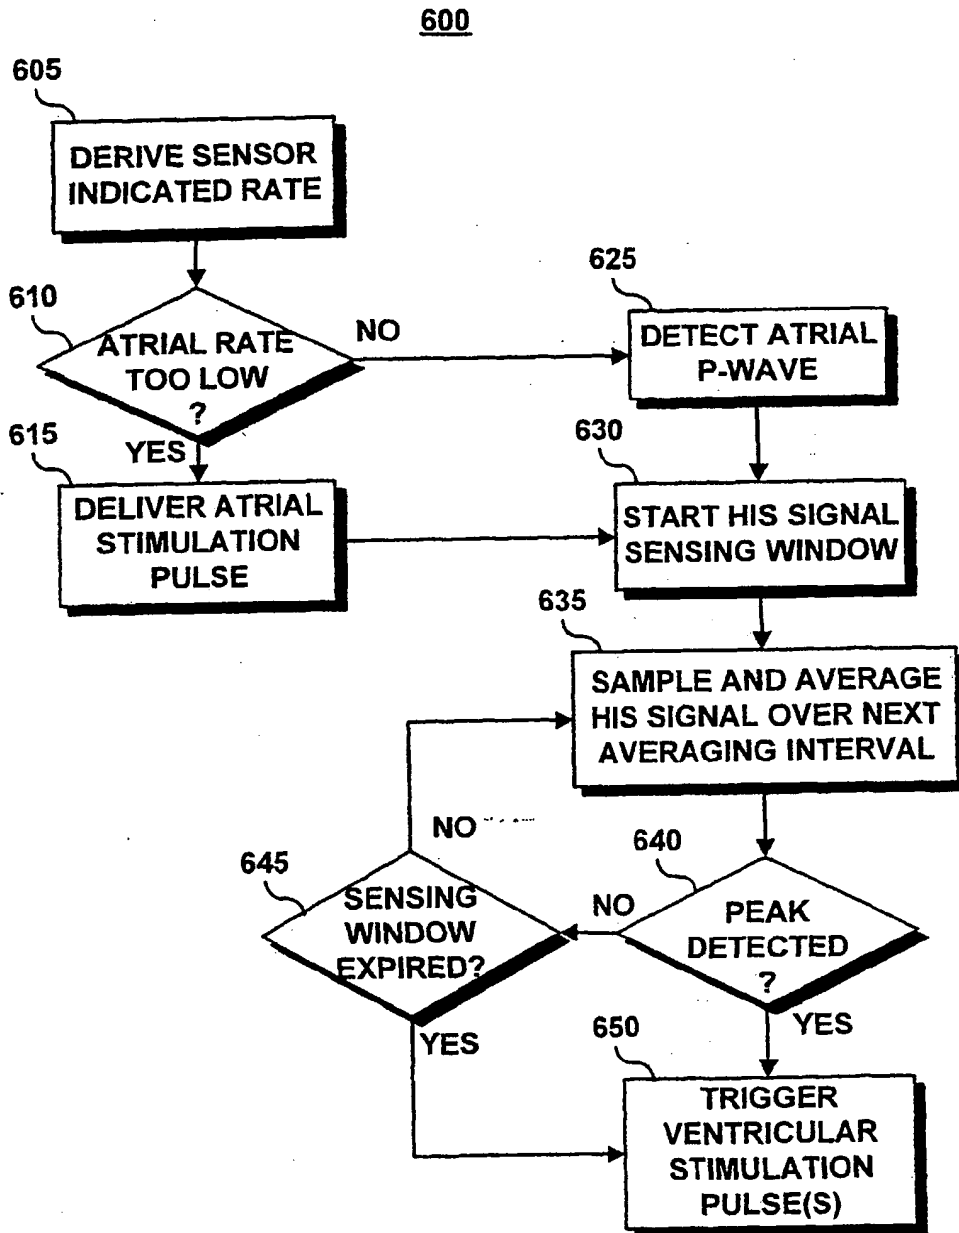 600
605
DERIVE SENSOR
INDICATED RATE
610
ATRIAL RATE
TOO LOW
?
NO
YES
615
DELIVER ATRIAL
STIMULATION
PULSE
625
DETECT ATRIAL
P-WAVE
630
START HIS SIGNAL
SENSING WINDOW
635
SAMPLE AND AVERAGE
HIS SIGNAL OVER NEXT
AVERAGING INTERVAL
640
PEAK
DETECTED
?
NO
YES
645
SENSING
WINDOW
EXPIRED?
NO
YES
650
TRIGGER
VENTRICULAR
STIMULATION
PULSE(S)